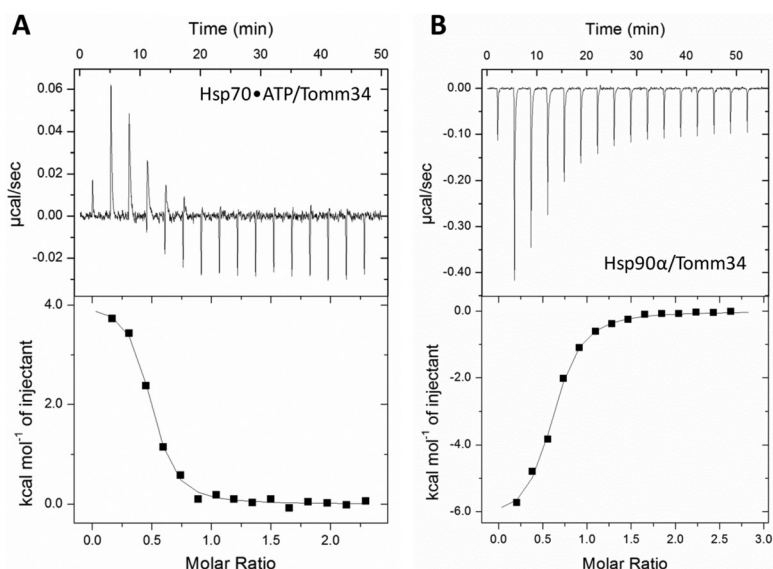 A
Time (min)
0 10 20 30 40 50
0.06
0.04
0.02
0.00
-0.02
µcal/sec
Hsp70•ATP/Tomm34
4.0
2.0
0.0
kcal mol⁻¹ of injectant
0.0 0.5 1.0 1.5 2.0
Molar Ratio
B
Time (min)
0 10 20 30 40 50
0.00
-0.10
-0.20
-0.30
-0.40
µcal/sec
Hsp90α/Tomm34
0.0
-2.0
-4.0
-6.0
kcal mol⁻¹ of injectant
0.0 0.5 1.0 1.5 2.0 2.5 3.0
Molar Ratio